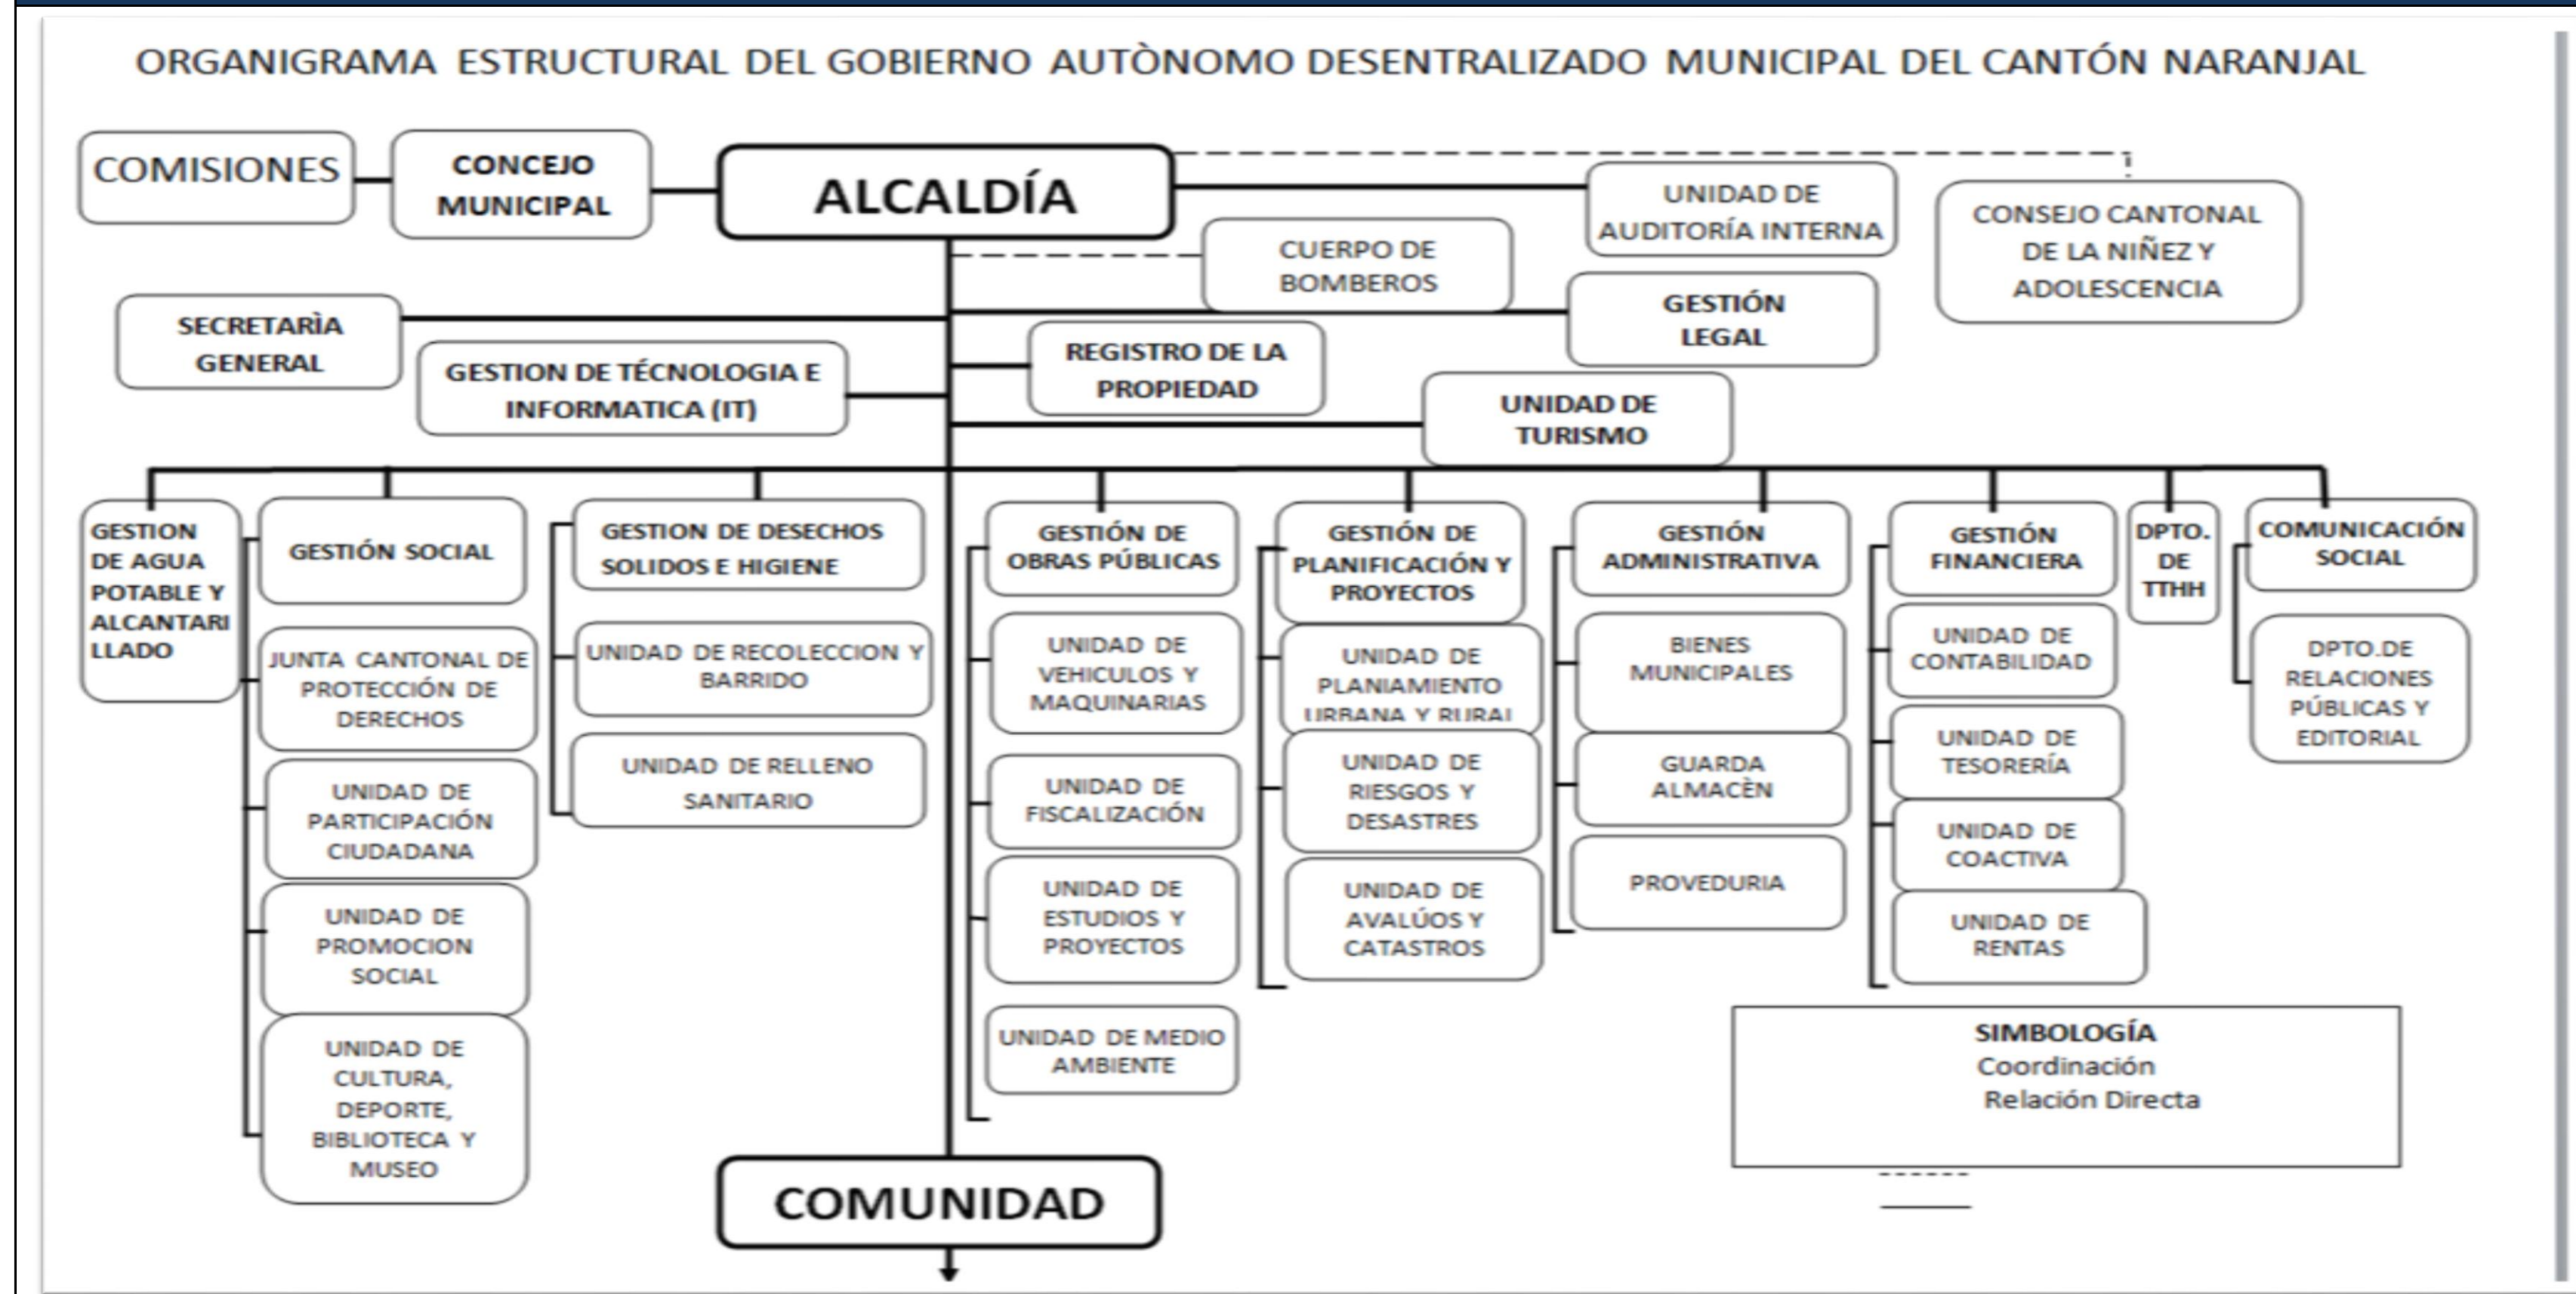 ORGANIGRAMA ESTRUCTURAL DEL GOBIERNO AUTÒNOMO DESENTRALIZADO MUNICIPAL DEL CANTÓN NARANJAL
COMISIONES
CONCEJO
MUNICIPAL
ALCALDÍA
UNIDAD DE
AUDITORÍA INTERNA
CONSEJO CANTONAL
DE LA NIÑEZ Y
ADOLESCENCIA
CUERPO DE
BOMBEROS
GESTIÓN
LEGAL
SECRETARÌA
GENERAL
GESTION DE TÉCNOLOGIA E
INFORMATICA (IT)
REGISTRO DE LA
PROPIEDAD
UNIDAD DE
TURISMO
GESTION
DE AGUA
POTABLE Y
ALCANTARI
LLADO
GESTIÓN SOCIAL
JUNTA CANTONAL DE
PROTECCIÓN DE
DERECHOS
UNIDAD DE
PARTICIPACIÓN
CIUDADANA
UNIDAD DE
PROMOCION
SOCIAL
UNIDAD DE
CULTURA,
DEPORTE,
BIBLIOTECA Y
MUSEO
GESTION DE DESECHOS
SOLIDOS E HIGIENE
UNIDAD DE RECOLECCION Y
BARRIDO
UNIDAD DE RELLENO
SANITARIO
GESTIÓN DE
OBRAS PÚBLICAS
UNIDAD DE
VEHICULOS Y
MAQUINARIAS
UNIDAD DE
FISCALIZACIÓN
UNIDAD DE
ESTUDIOS Y
PROYECTOS
UNIDAD DE MEDIO
AMBIENTE
GESTIÓN DE
PLANIFICACIÓN Y
PROYECTOS
UNIDAD DE
PLANIAMIENTO
URBANA Y RURAL
UNIDAD DE
RIESGOS Y
DESASTRES
UNIDAD DE
AVALÚOS Y
CATASTROS
GESTIÓN
ADMINISTRATIVA
BIENES
MUNICIPALES
GUARDA
ALMACÈN
PROVEDURIA
GESTIÓN
FINANCIERA
UNIDAD DE
CONTABILIDAD
UNIDAD DE
TESORERÍA
UNIDAD DE
COACTIVA
UNIDAD DE
RENTAS
DPTO.
DE
TTHH
COMUNICACIÓN
SOCIAL
DPTO.DE
RELACIONES
PÚBLICAS Y
EDITORIAL
SIMBOLOGÍA
Coordinación
Relación Directa
COMUNIDAD